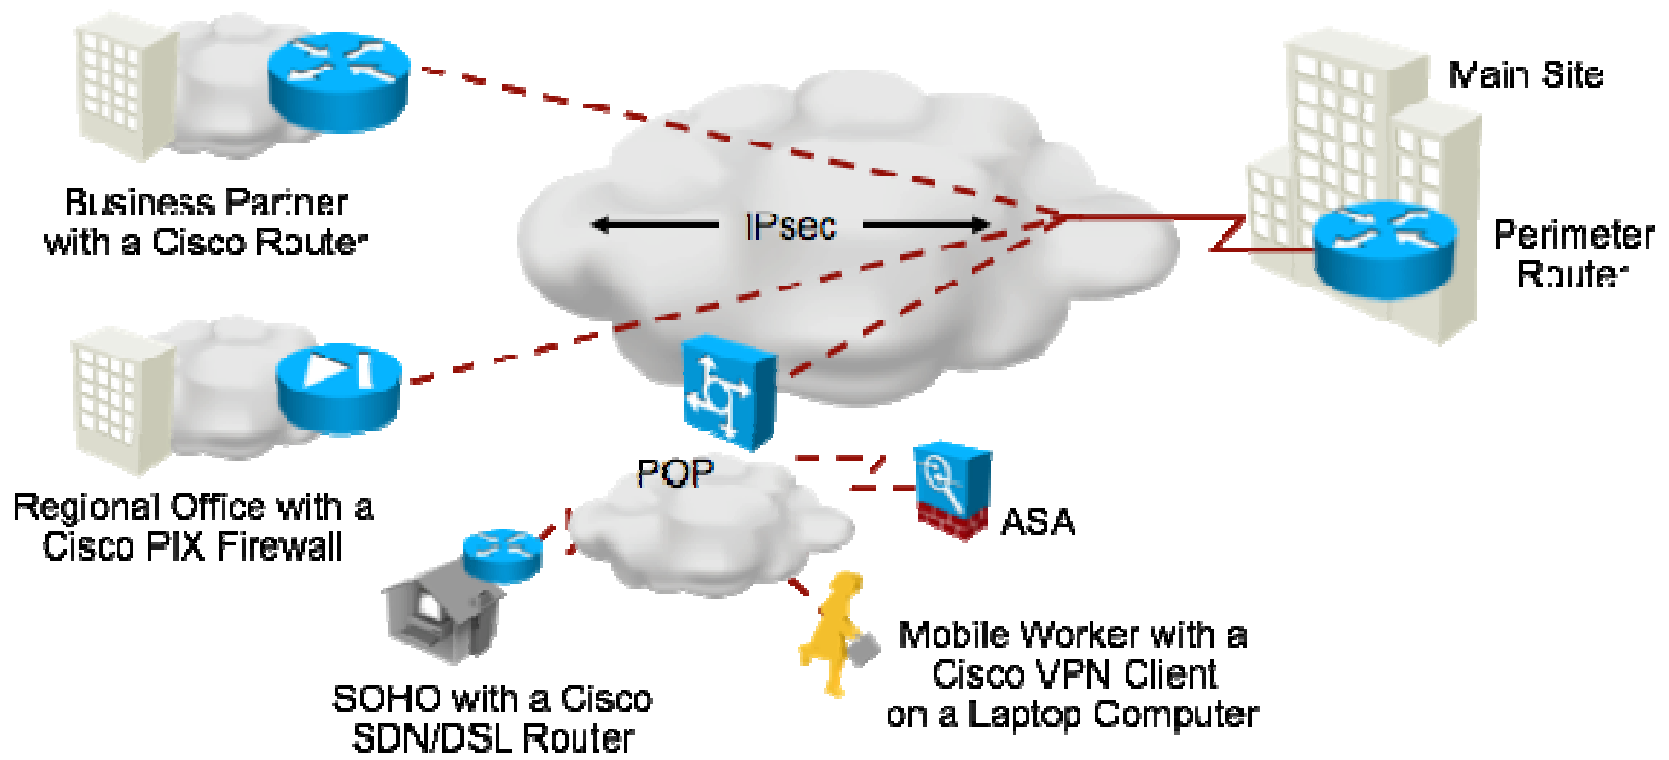 Main Site
Business Partner
with a Cisco Router
IPsec
Perimeter
Router
POP
Regional Office with a
Cisco PIX Firewall
ASA
Mobile Worker with a
Cisco VPN Client
on a Laptop Computer
SOHO with a Cisco
SDN/DSL Router